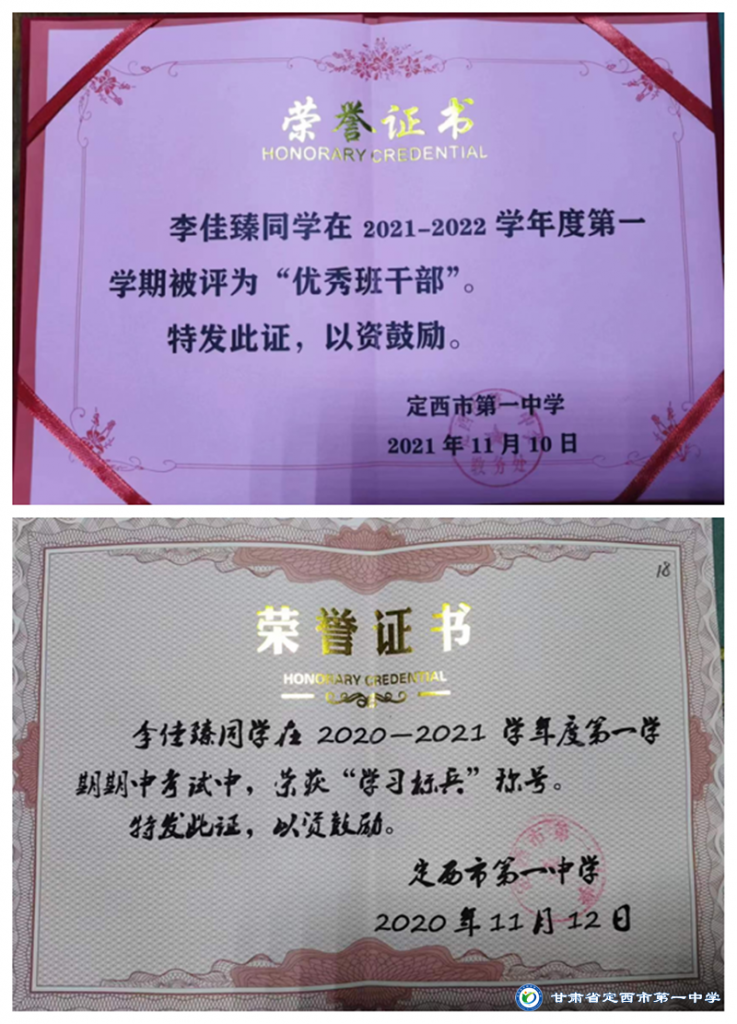 荣誉证书
HONORARY CREDENTIAL
李佳臻同学在 2021-2022 学年度第一
学期被评为“优秀班干部”。
特发此证，以资鼓励。
定西市第一中学
2021 年 11 月 10 日
教务处
18
荣誉证书
HONORARY CREDENTIAL
李佳臻同学在 2020—2021 学年度第一学
期期中考试中，荣获“学习标兵”称号。
特发此证，以资鼓励。
定西市第一中学
2020 年 11 月 12 日
甘肃省定西市第一中学